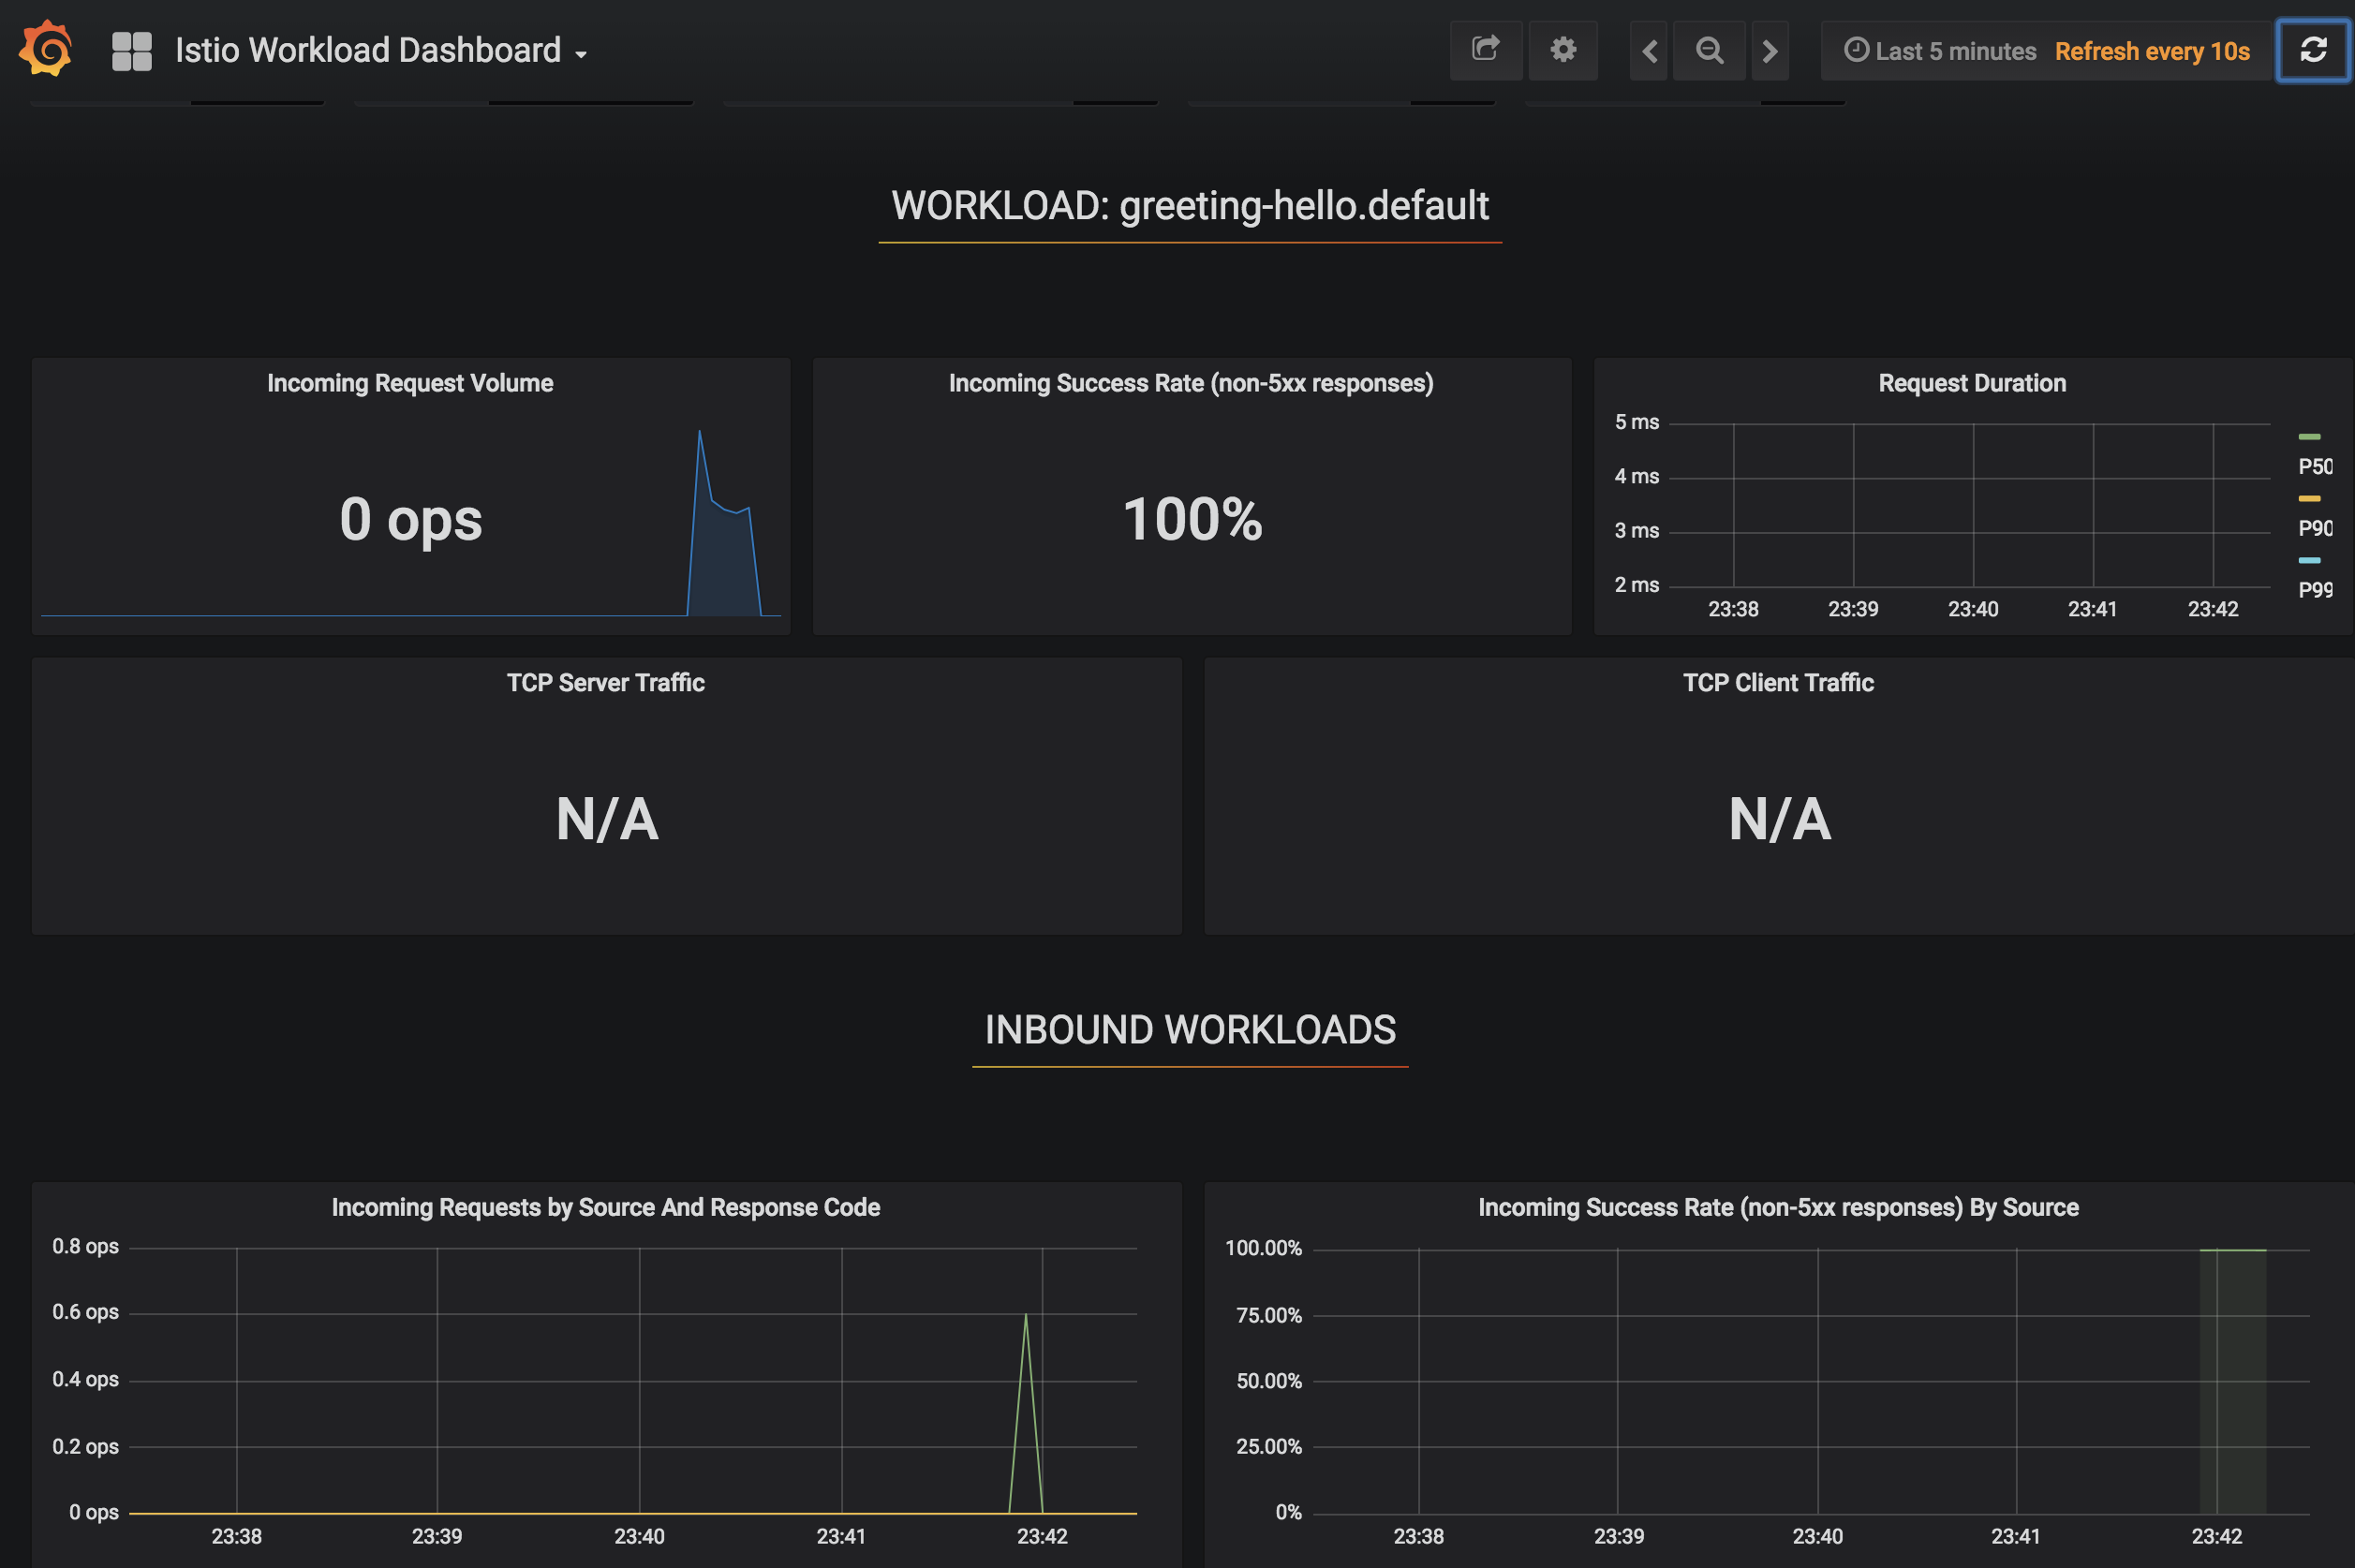 Istio Workload Dashboard
Last 5 minutes Refresh every 10s
WORKLOAD: greeting-hello.default
Incoming Request Volume
0 ops
Incoming Success Rate (non-5xx responses)
100%
Request Duration
5 ms
4 ms
3 ms
2 ms
23:38 23:39 23:40 23:41 23:42
P50
P90
P99
TCP Server Traffic
N/A
TCP Client Traffic
N/A
INBOUND WORKLOADS
Incoming Requests by Source And Response Code
0.8 ops
0.6 ops
0.4 ops
0.2 ops
0 ops
23:38 23:39 23:40 23:41 23:42
Incoming Success Rate (non-5xx responses) By Source
100.00%
75.00%
50.00%
25.00%
0%
23:38 23:39 23:40 23:41 23:42